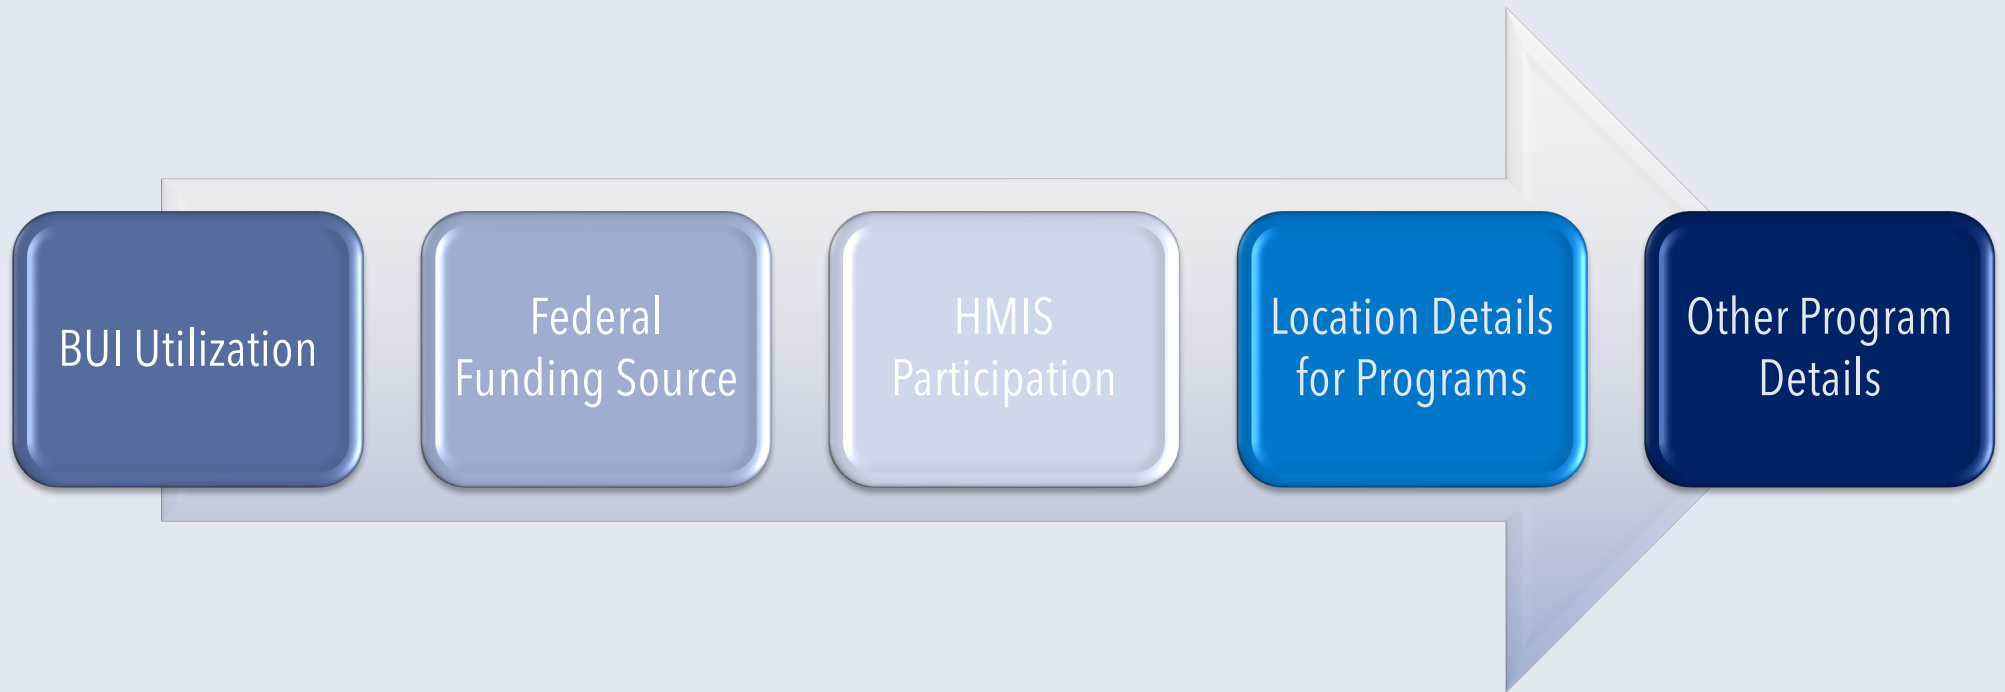 BUI Utilization
Federal
Funding Source
HMIS
Participation
Location Details
for Programs
Other Program
Details